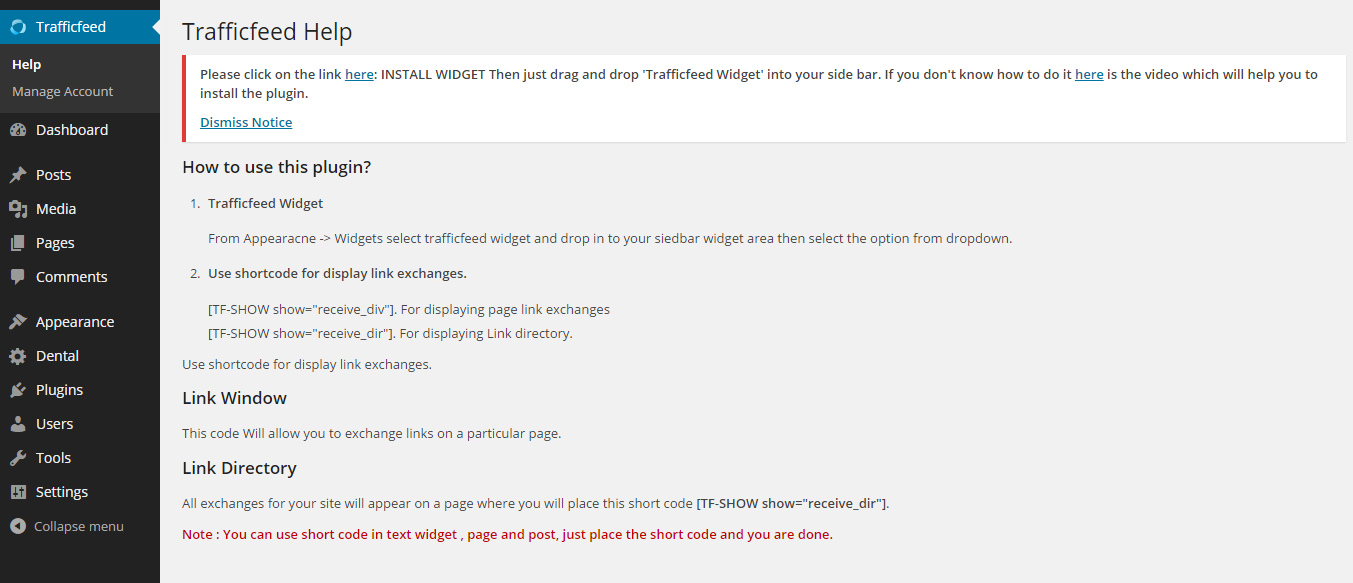 Trafficfeed
Help
Manage Account
Dashboard
Posts
Media
Pages
Comments
Appearance
Dental
Plugins
Users
Tools
Settings
Collapse menu
Trafficfeed Help
Please click on the link here: INSTALL WIDGET Then just drag and drop 'Trafficfeed Widget' into your side bar. If you don't know how to do it here is the video which will help you to
install the plugin.
Dismiss Notice
How to use this plugin?
1. Trafficfeed Widget
From Appearacne -> Widgets select trafficfeed widget and drop in to your siedbar widget area then select the option from dropdown.
2. Use shortcode for display link exchanges.
[TF-SHOW show="receive_div"]. For displaying page link exchanges
[TF-SHOW show="receive_dir"]. For displaying Link directory.
Use shortcode for display link exchanges.
Link Window
This code Will allow you to exchange links on a particular page.
Link Directory
All exchanges for your site will appear on a page where you will place this short code [TF-SHOW show="receive_dir"].
Note : You can use short code in text widget , page and post, just place the short code and you are done.